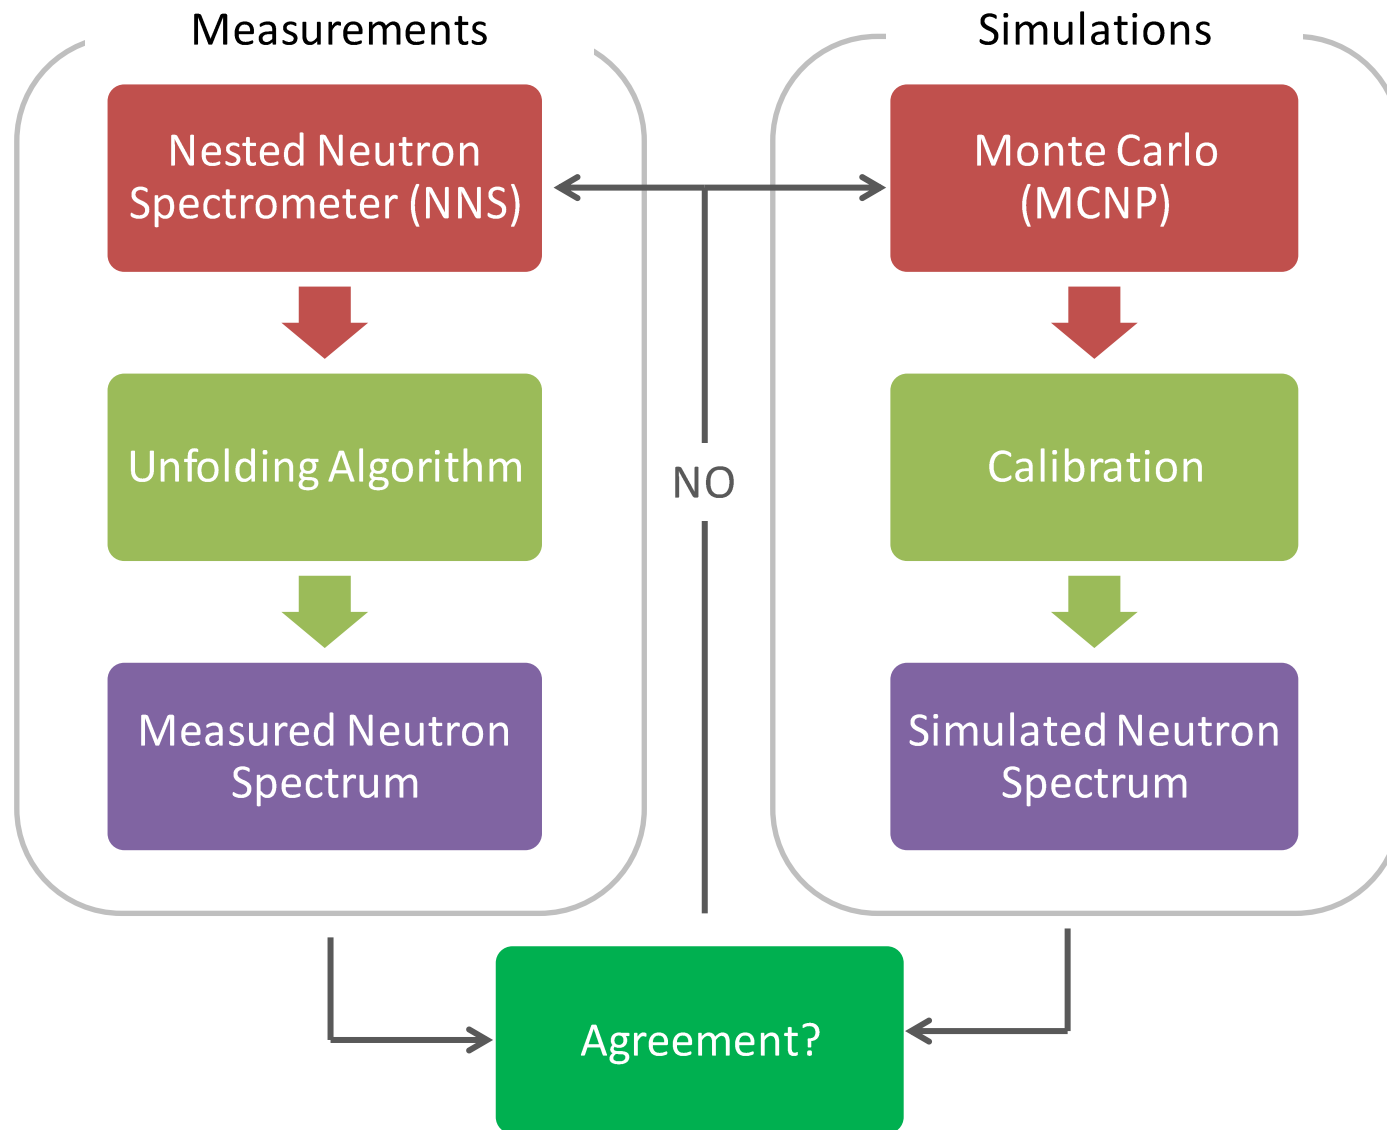 Measurements
Nested Neutron
Spectrometer (NNS)
Unfolding Algorithm
Measured Neutron
Spectrum
Simulations
Monte Carlo
(MCNP)
Calibration
Simulated Neutron
Spectrum
NO
Agreement?